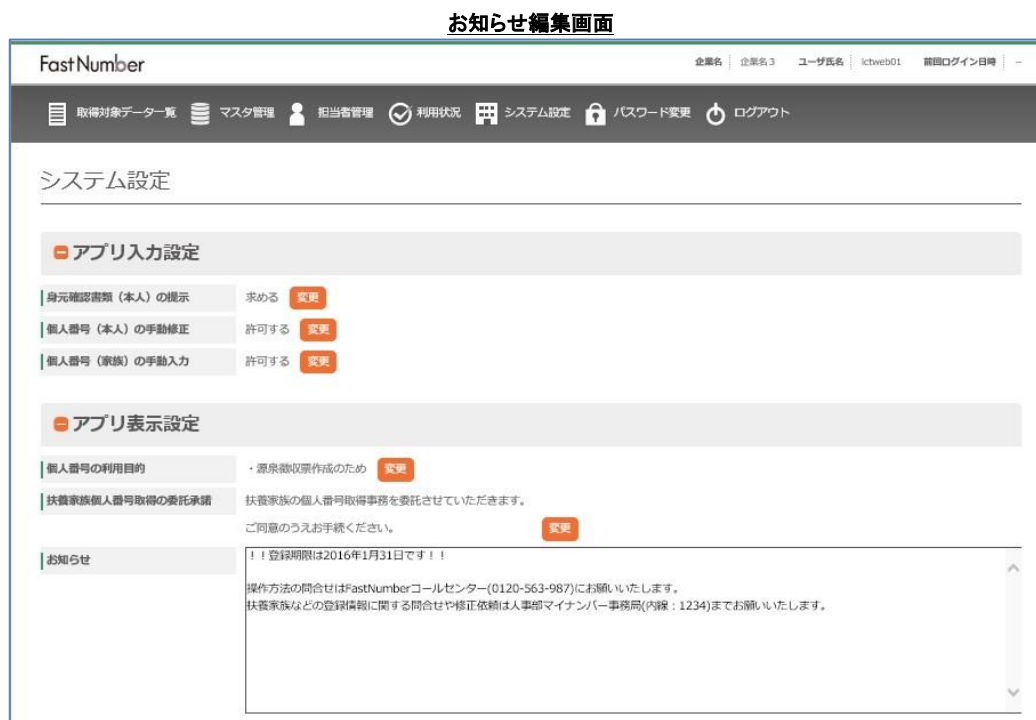 お知らせ編集画面
FastNumber 企業名 企業名3 ユーザ氏名 ictweb01 前回ログイン日時 --
取得対象データ一覧 マスタ管理 担当者管理 利用状況 システム設定 パスワード変更 ログアウト
システム設定
アプリ入力設定
身元確認書類（本人）の提示 求める 変更
個人番号（本人）の手動修正 許可する 変更
個人番号（家族）の手動入力 許可する 変更
アプリ表示設定
個人番号の利用目的 ・源泉徴収票作成のため 変更
扶養家族個人番号取得の委託承諾 扶養家族の個人番号取得事務を委託させていただきます。
ご同意のうえお手続ください。 変更
お知らせ ！！登録期限は2016年1月31日です！！
操作方法の問合せはFastNumberコールセンター(0120-563-987)にお願いいたします。
扶養家族などの登録情報に関する問合せや修正依頼は人事部マイナンバー事務局(内線：1234)までお願いいたします。